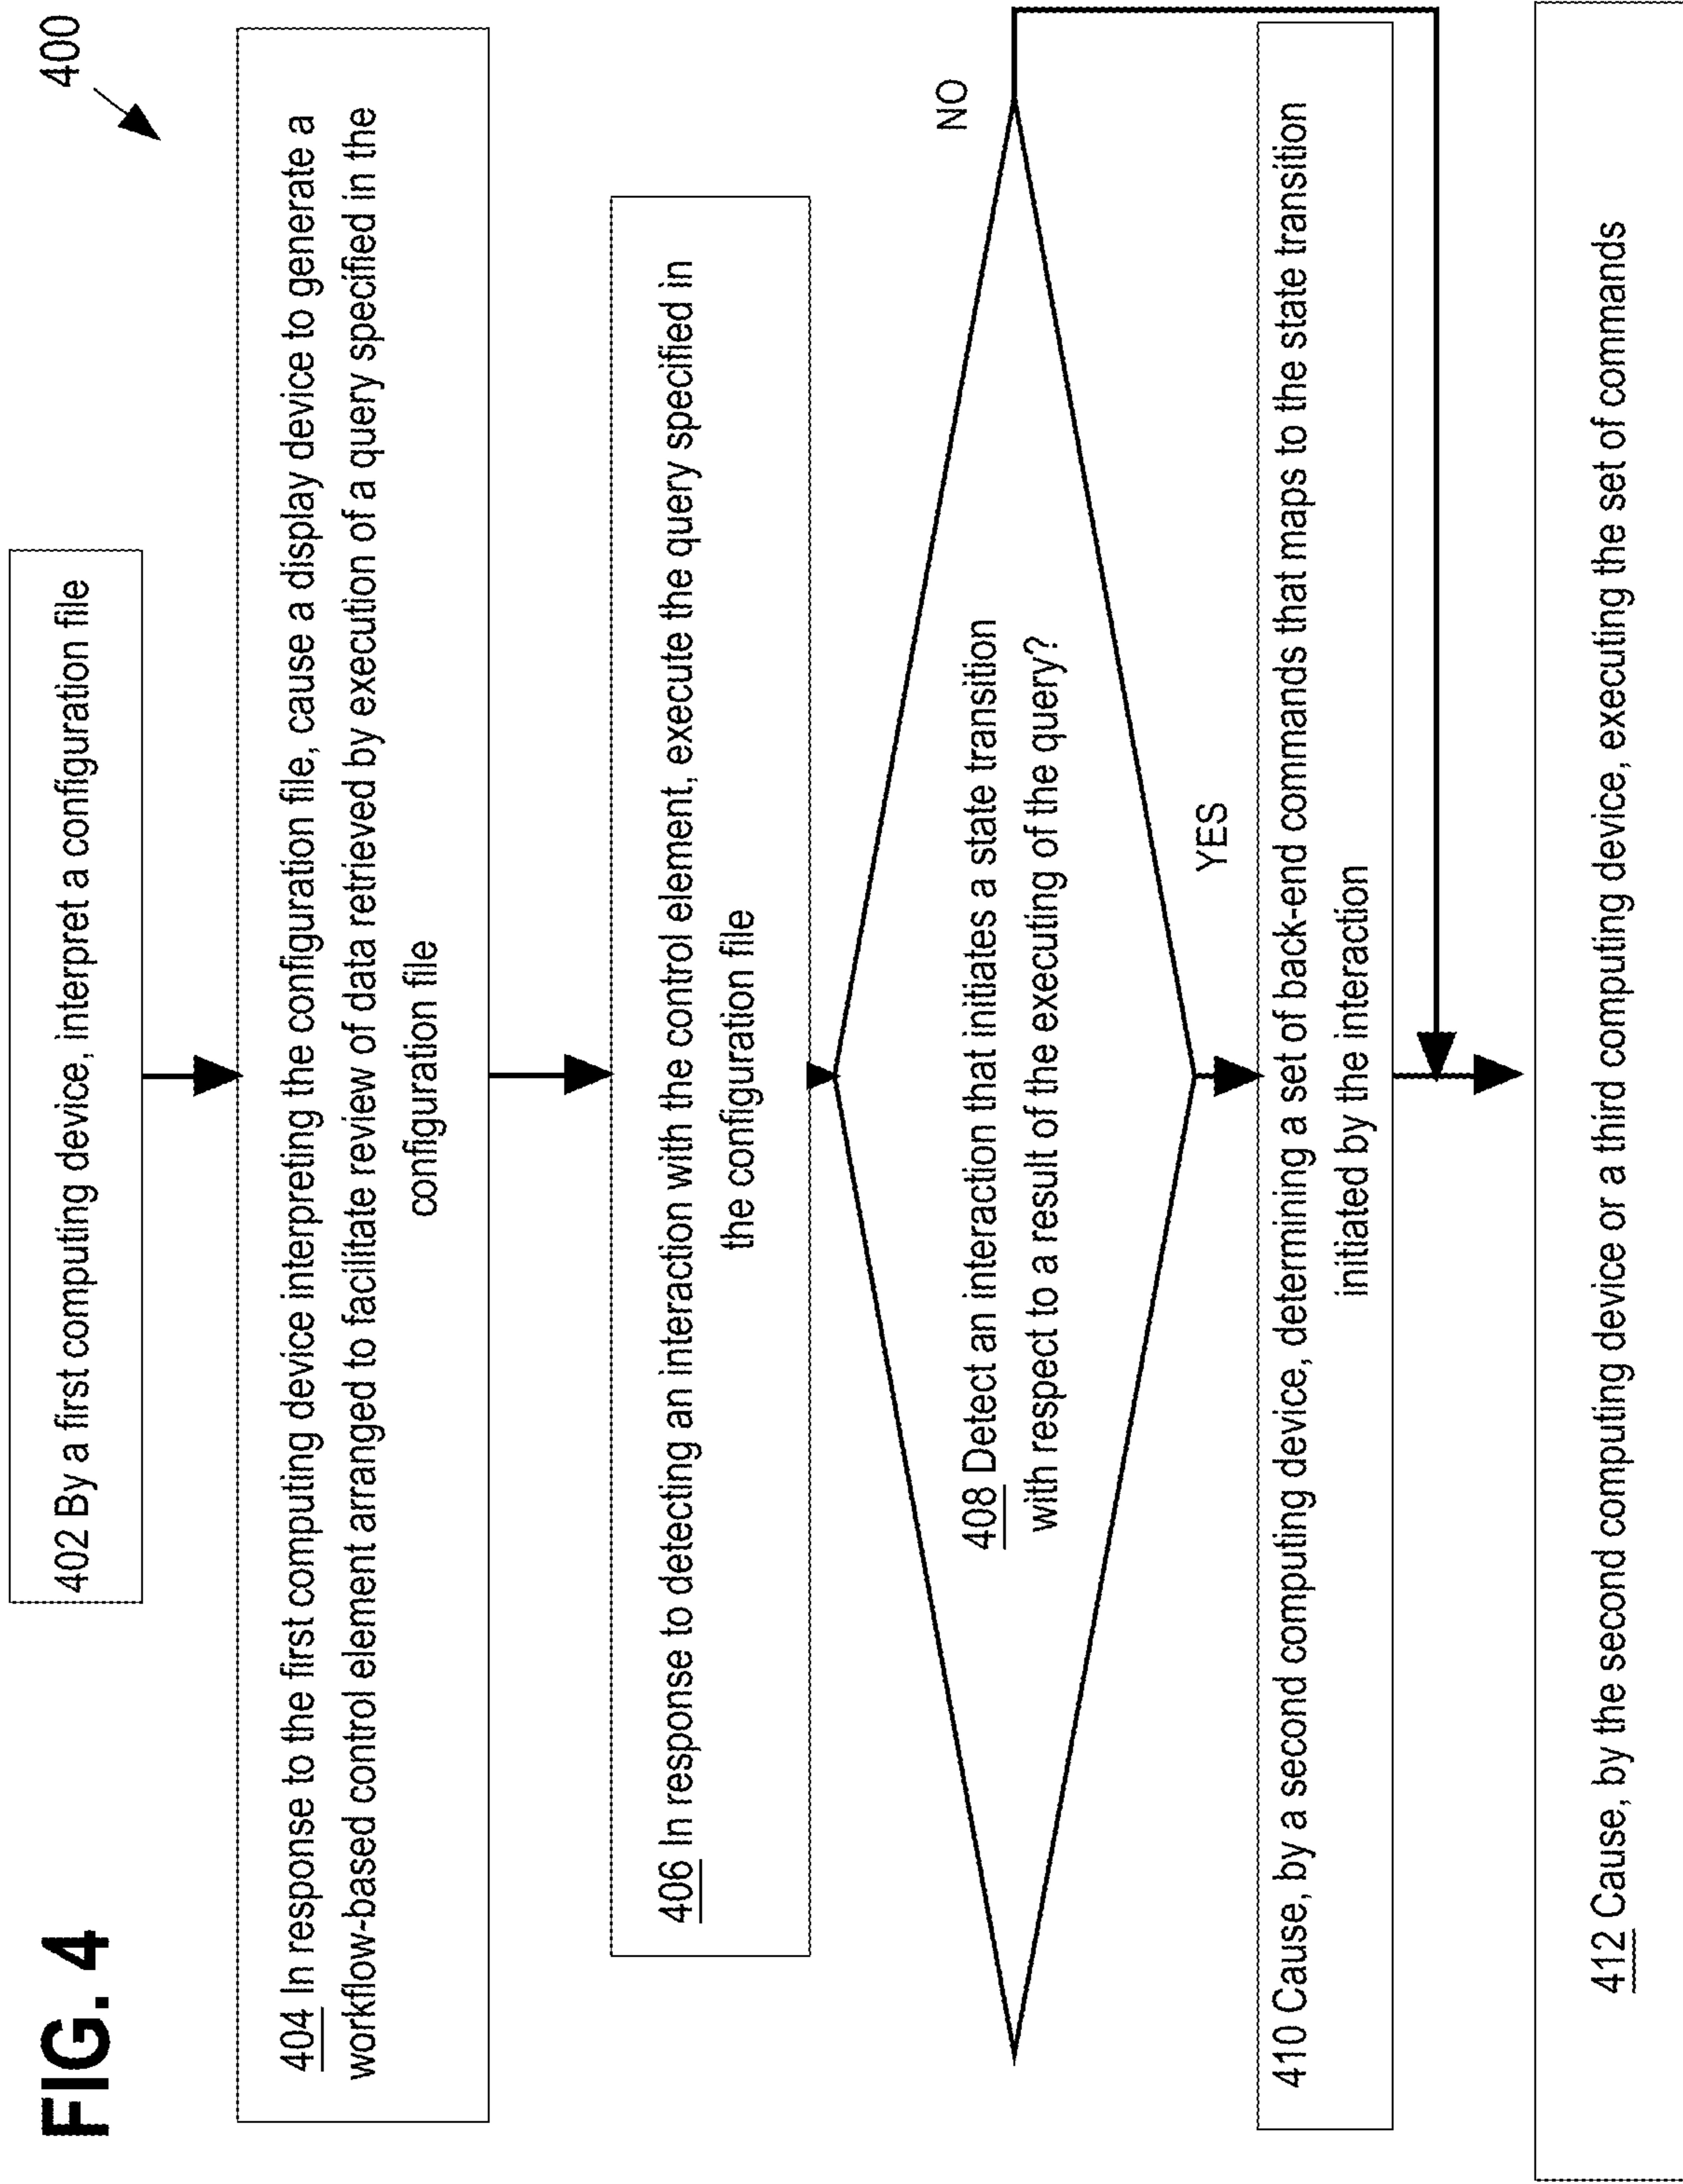 FIG. 4
400
402 By a first computing device, interpret a configuration file
404 In response to the first computing device interpreting the configuration file, cause a display device to generate a
workflow-based control element arranged to facilitate review of data retrieved by execution of a query specified in the
configuration file
406 In response to detecting an interaction with the control element, execute the query specified in
the configuration file
408 Detect an interaction that initiates a state transition
with respect to a result of the executing of the query?
NO
YES
410 Cause, by a second computing device, determining a set of back-end commands that maps to the state transition
initiated by the interaction
412 Cause, by the second computing device or a third computing device, executing the set of commands